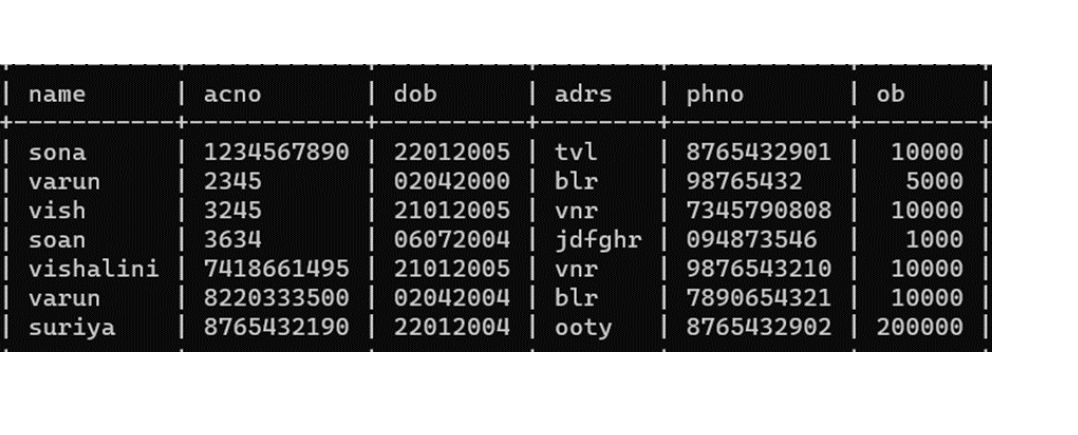 | name | acno | dob | adrs | phno | ob |
| sona | 1234567890 | 22012005 | tvl | 8765432901 | 10000 |
| varun | 2345 | 02042000 | blr | 98765432 | 5000 |
| vish | 3245 | 21012005 | vnr | 7345790808 | 10000 |
| soan | 3634 | 06072004 | jdfghr | 094873546 | 1000 |
| vishalini | 7418661495 | 21012005 | vnr | 9876543210 | 10000 |
| varun | 8220333500 | 02042004 | blr | 7890654321 | 10000 |
| suriya | 8765432190 | 22012004 | ooty | 8765432902 | 200000 |